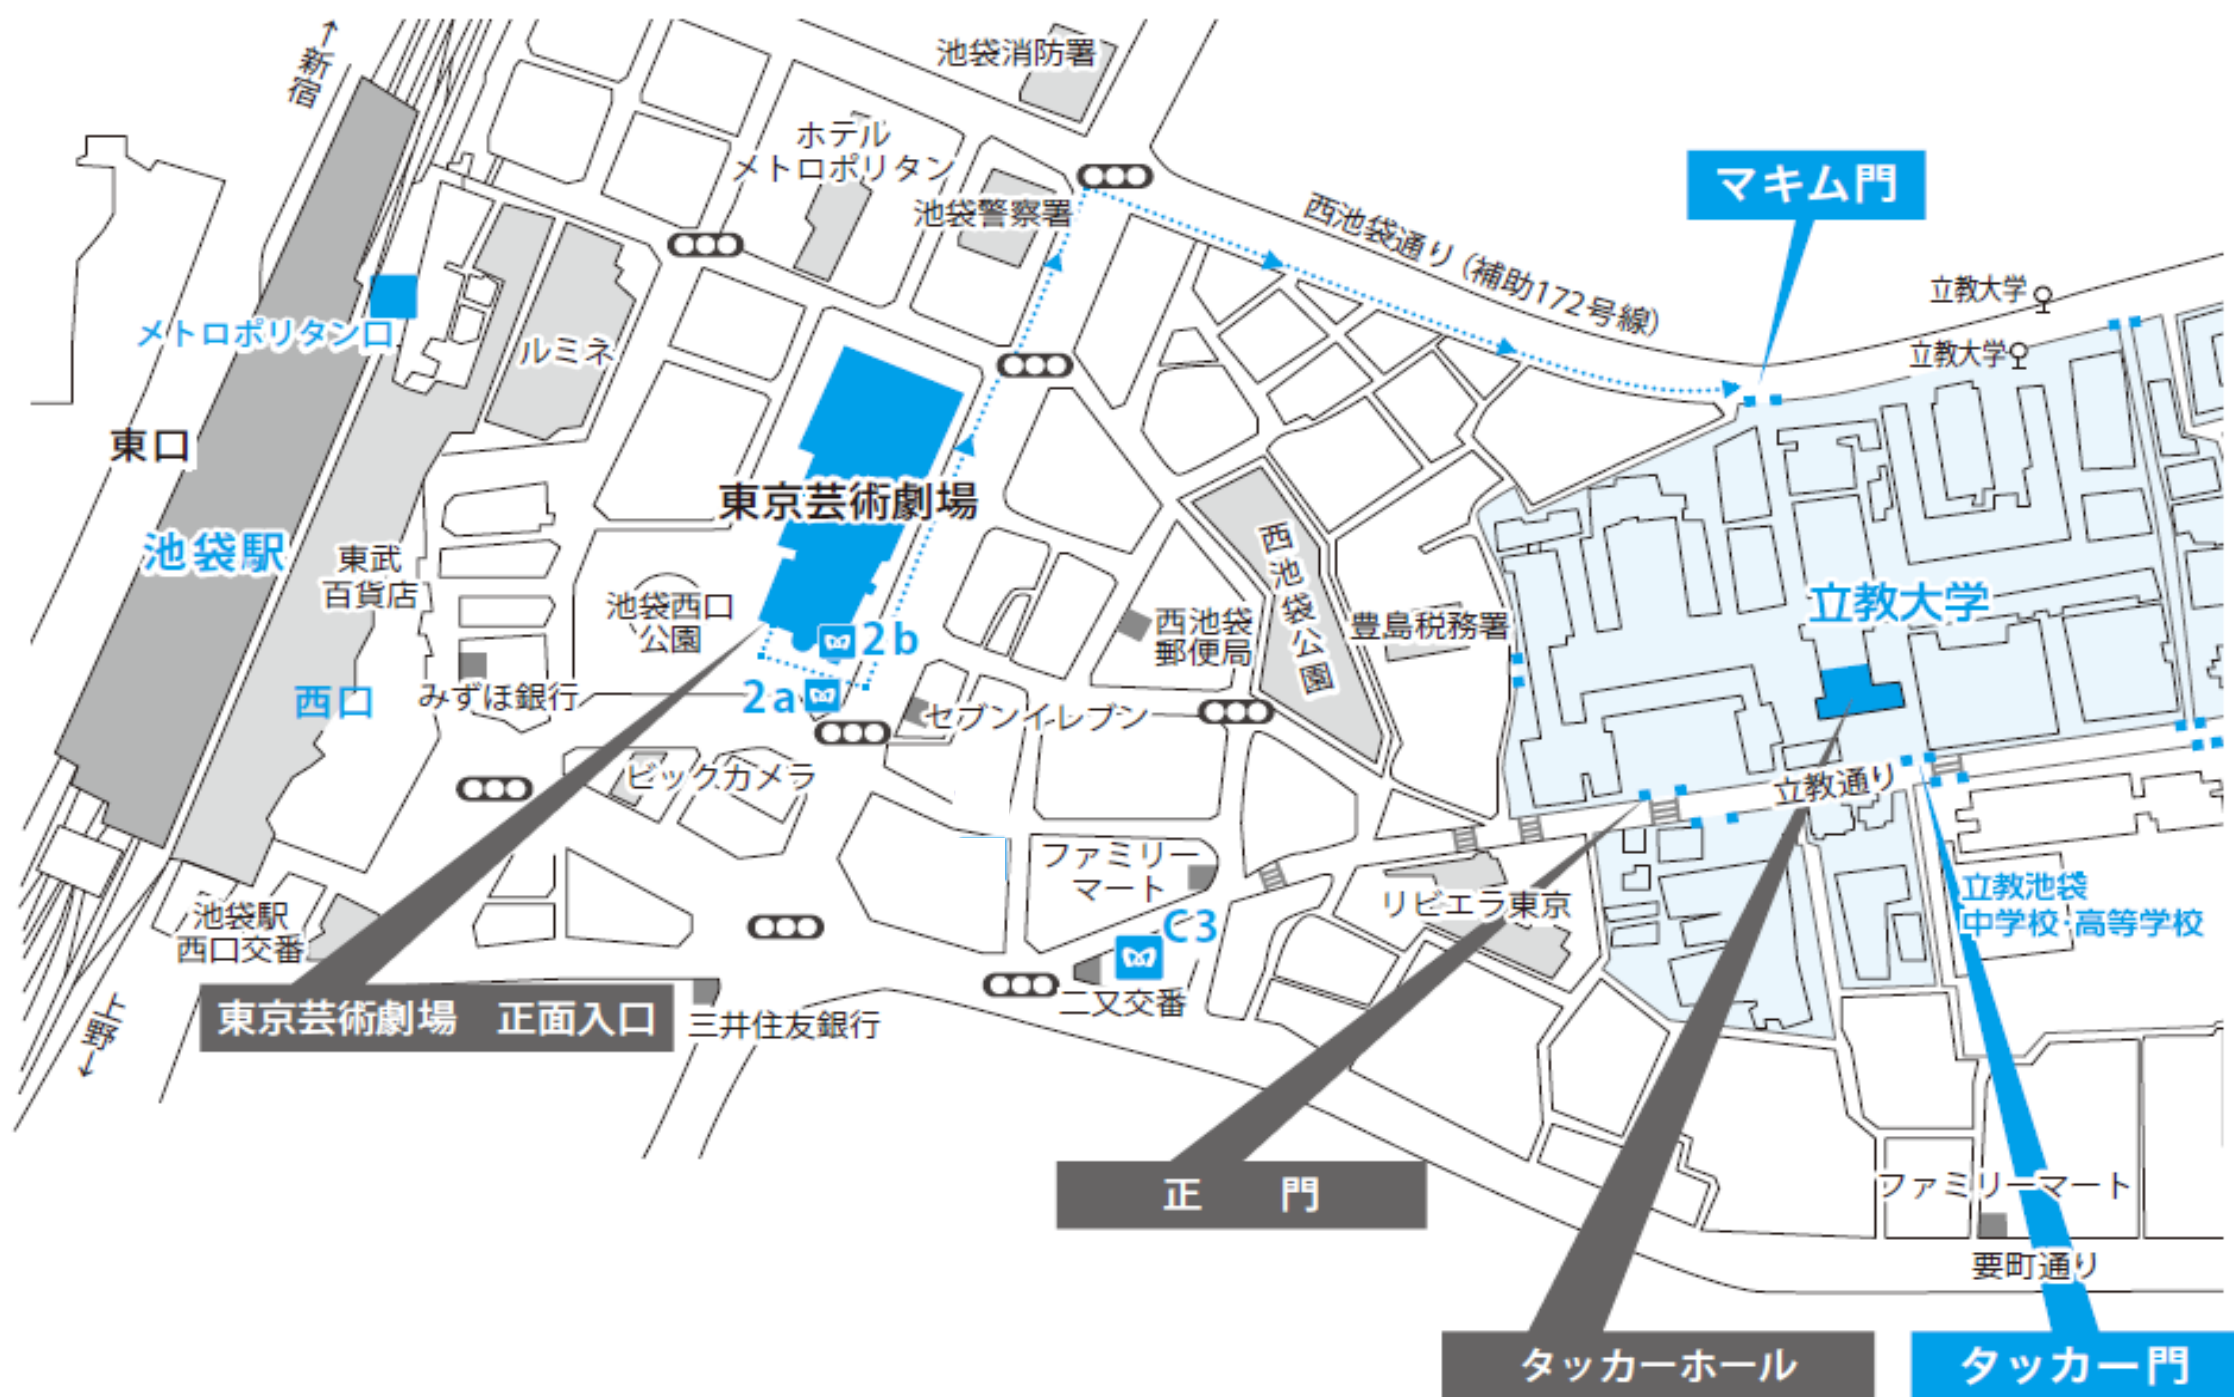 ↑新宿
池袋消防署
ホテル
メトロポリタン
池袋警察署
マキム門
西池袋通り（補助172号線）
立教大学
立教大学
メトロポリタン口
ルミネ
東口
東京芸術劇場
池袋駅
東武
百貨店
池袋西口
公園
西池袋
郵便局
西池袋公園
豊島税務署
立教大学
2b
2a
西口
みずほ銀行
セブンイレブン
ビックカメラ
立教通り
ファミリー
マート
リビエラ東京
立教池袋
中学校・高等学校
池袋駅
西口交番
C3
二又交番
東京芸術劇場　正面入口
三井住友銀行
上野↓
正　門
ファミリーマート
要町通り
タッカーホール
タッカー門